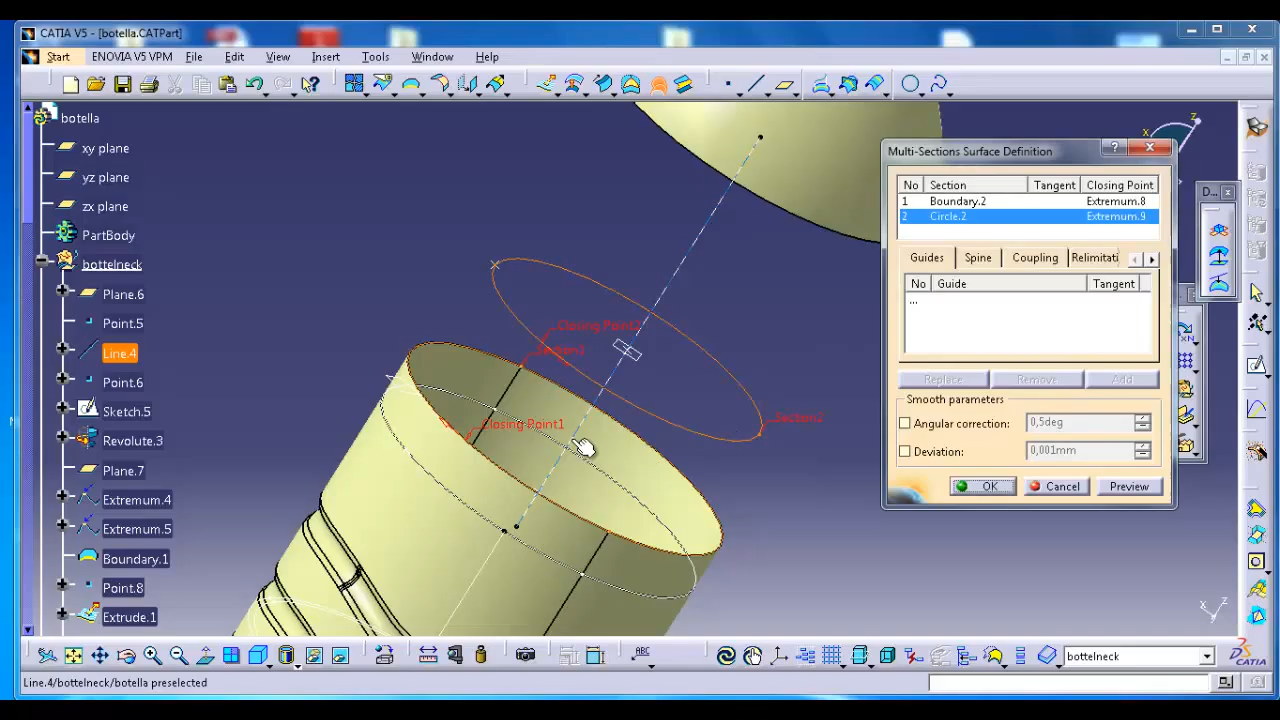 CATIA V5 - [botella.CATPart]
Start ENOVIA V5 VPM File Edit View Insert Tools Window Help
botella
xy plane
yz plane
zx plane
PartBody
bottelneck
Plane.6
Point.5
Line.4
Point.6
Sketch.5
Revolute.3
Plane.7
Extremum.4
Extremum.5
Boundary.1
Point.8
Extrude.1
Closing Point2
Closing Point1
Section2
x z
D...
Multi-Sections Surface Definition
No Section Tangent Closing Point
1 Boundary.2 Extremum.8
2 Circle.2 Extremum.9
Guides Spine Coupling Relimitati
No Guide Tangent
...
Replace Remove Add
Smooth parameters
Angular correction: 0,5deg
Deviation: 0,001mm
OK Cancel Preview
x z
ABC
bottelneck
CATIA
Line.4/bottelneck/botella preselected